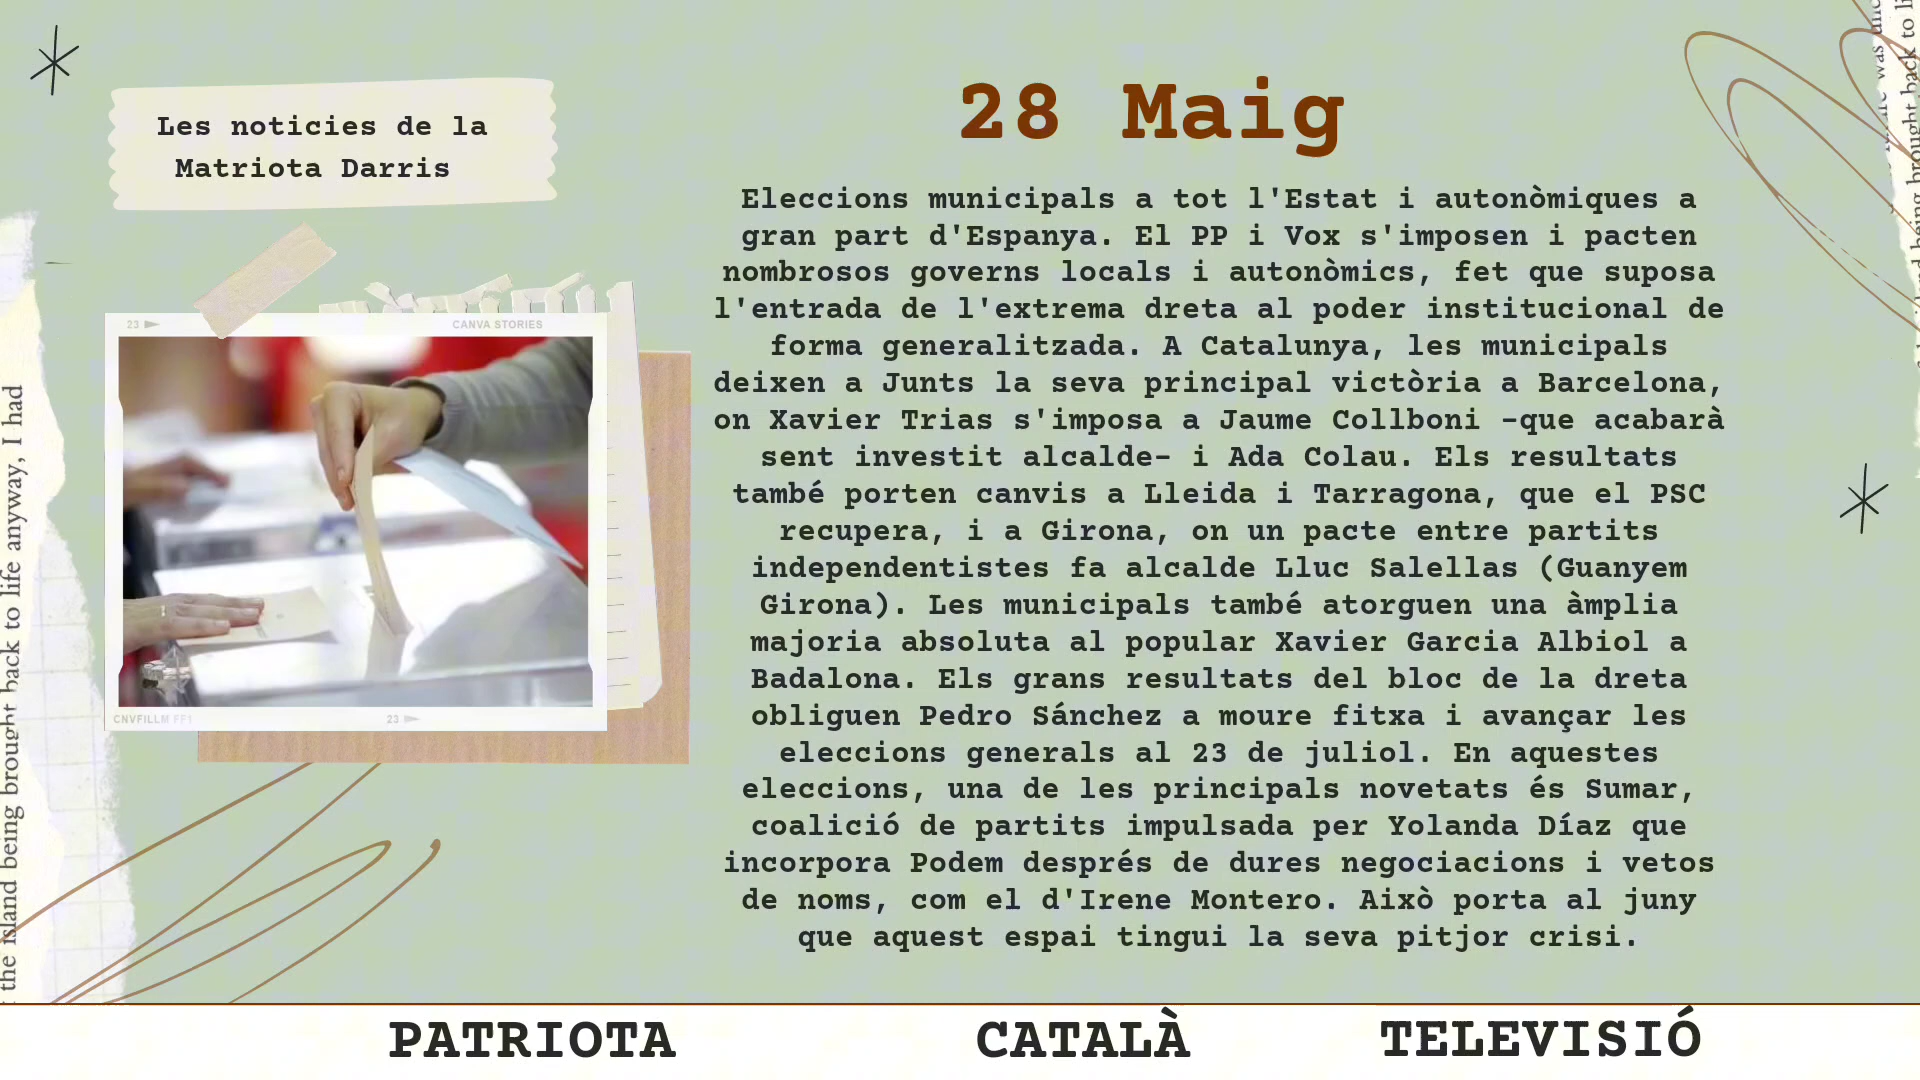 Les noticies de la
Matriota Darris
28 Maig
Eleccions municipals a tot l'Estat i autonòmiques a
gran part d'Espanya. El PP i Vox s'imposen i pacten
nombrosos governs locals i autonòmics, fet que suposa
l'entrada de l'extrema dreta al poder institucional de
forma generalitzada. A Catalunya, les municipals
deixen a Junts la seva principal victòria a Barcelona,
on Xavier Trias s'imposa a Jaume Collboni -que acabarà
sent investit alcalde- i Ada Colau. Els resultats
també porten canvis a Lleida i Tarragona, que el PSC
recupera, i a Girona, on un pacte entre partits
independentistes fa alcalde Lluc Salellas (Guanyem
Girona). Les municipals també atorguen una àmplia
majoria absoluta al popular Xavier Garcia Albiol a
Badalona. Els grans resultats del bloc de la dreta
obliguen Pedro Sánchez a moure fitxa i avançar les
eleccions generals al 23 de juliol. En aquestes
eleccions, una de les principals novetats és Sumar,
coalició de partits impulsada per Yolanda Díaz que
incorpora Podem després de dures negociacions i vetos
de noms, com el d'Irene Montero. Això porta al juny
que aquest espai tingui la seva pitjor crisi.
23
CANVA STORIES
CNVFILLM FF1
23
the island being brought back to life anyway, I had
was
brought back to
being brought
PATRIOTA CATALÀ TELEVISIÓ